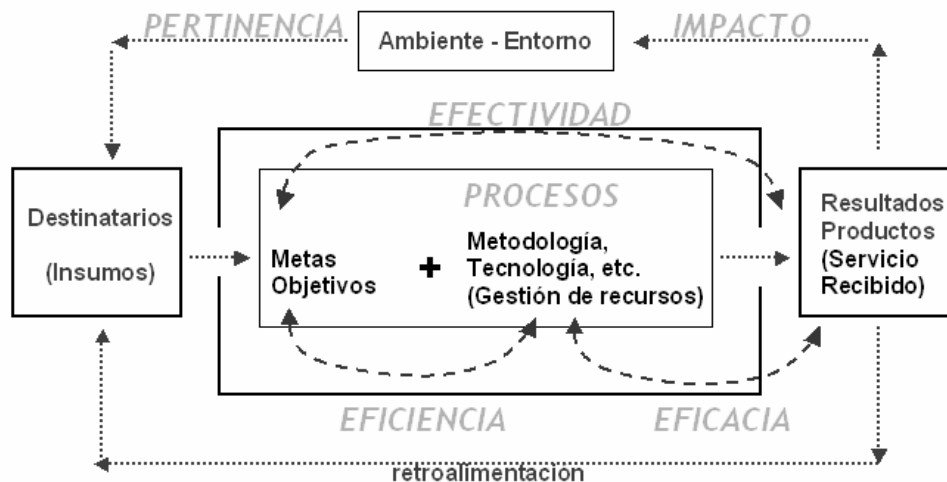 PERTINENCIA
Ambiente - Entorno
IMPACTO
EFECTIVIDAD
Destinatarios
(Insumos)
PROCESOS
Metas
Objetivos
+
Metodología,
Tecnología, etc.
(Gestión de recursos)
Resultados
Productos
(Servicio
Recibido)
EFICIENCIA
EFICACIA
retroalimentación